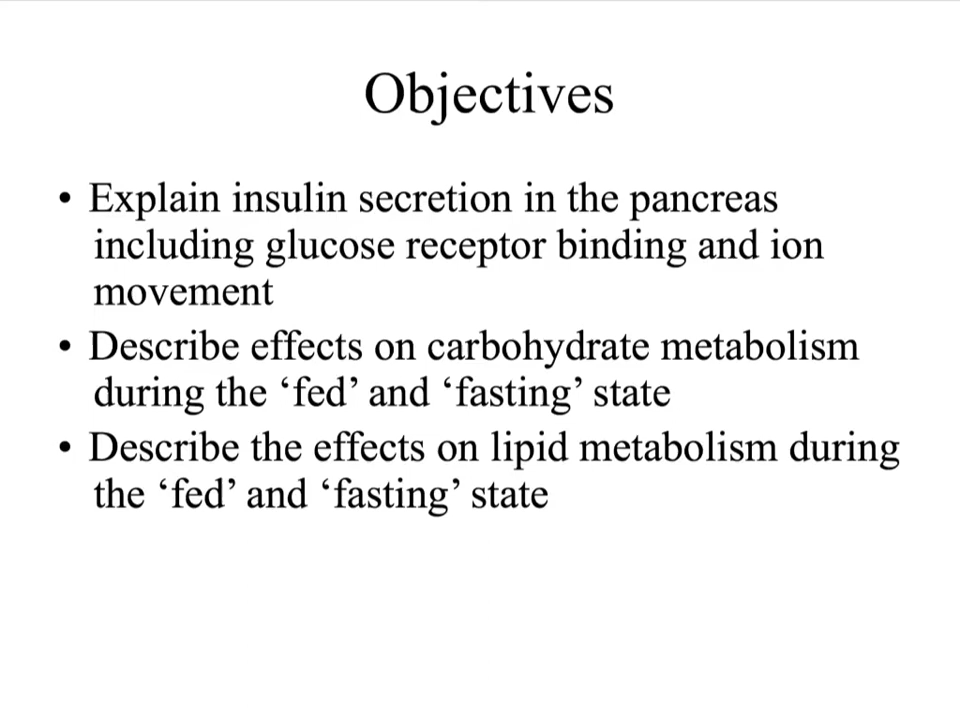 Objectives
• Explain insulin secretion in the pancreas
including glucose receptor binding and ion
movement
• Describe effects on carbohydrate metabolism
during the ‘fed’ and ‘fasting’ state
• Describe the effects on lipid metabolism during
the ‘fed’ and ‘fasting’ state